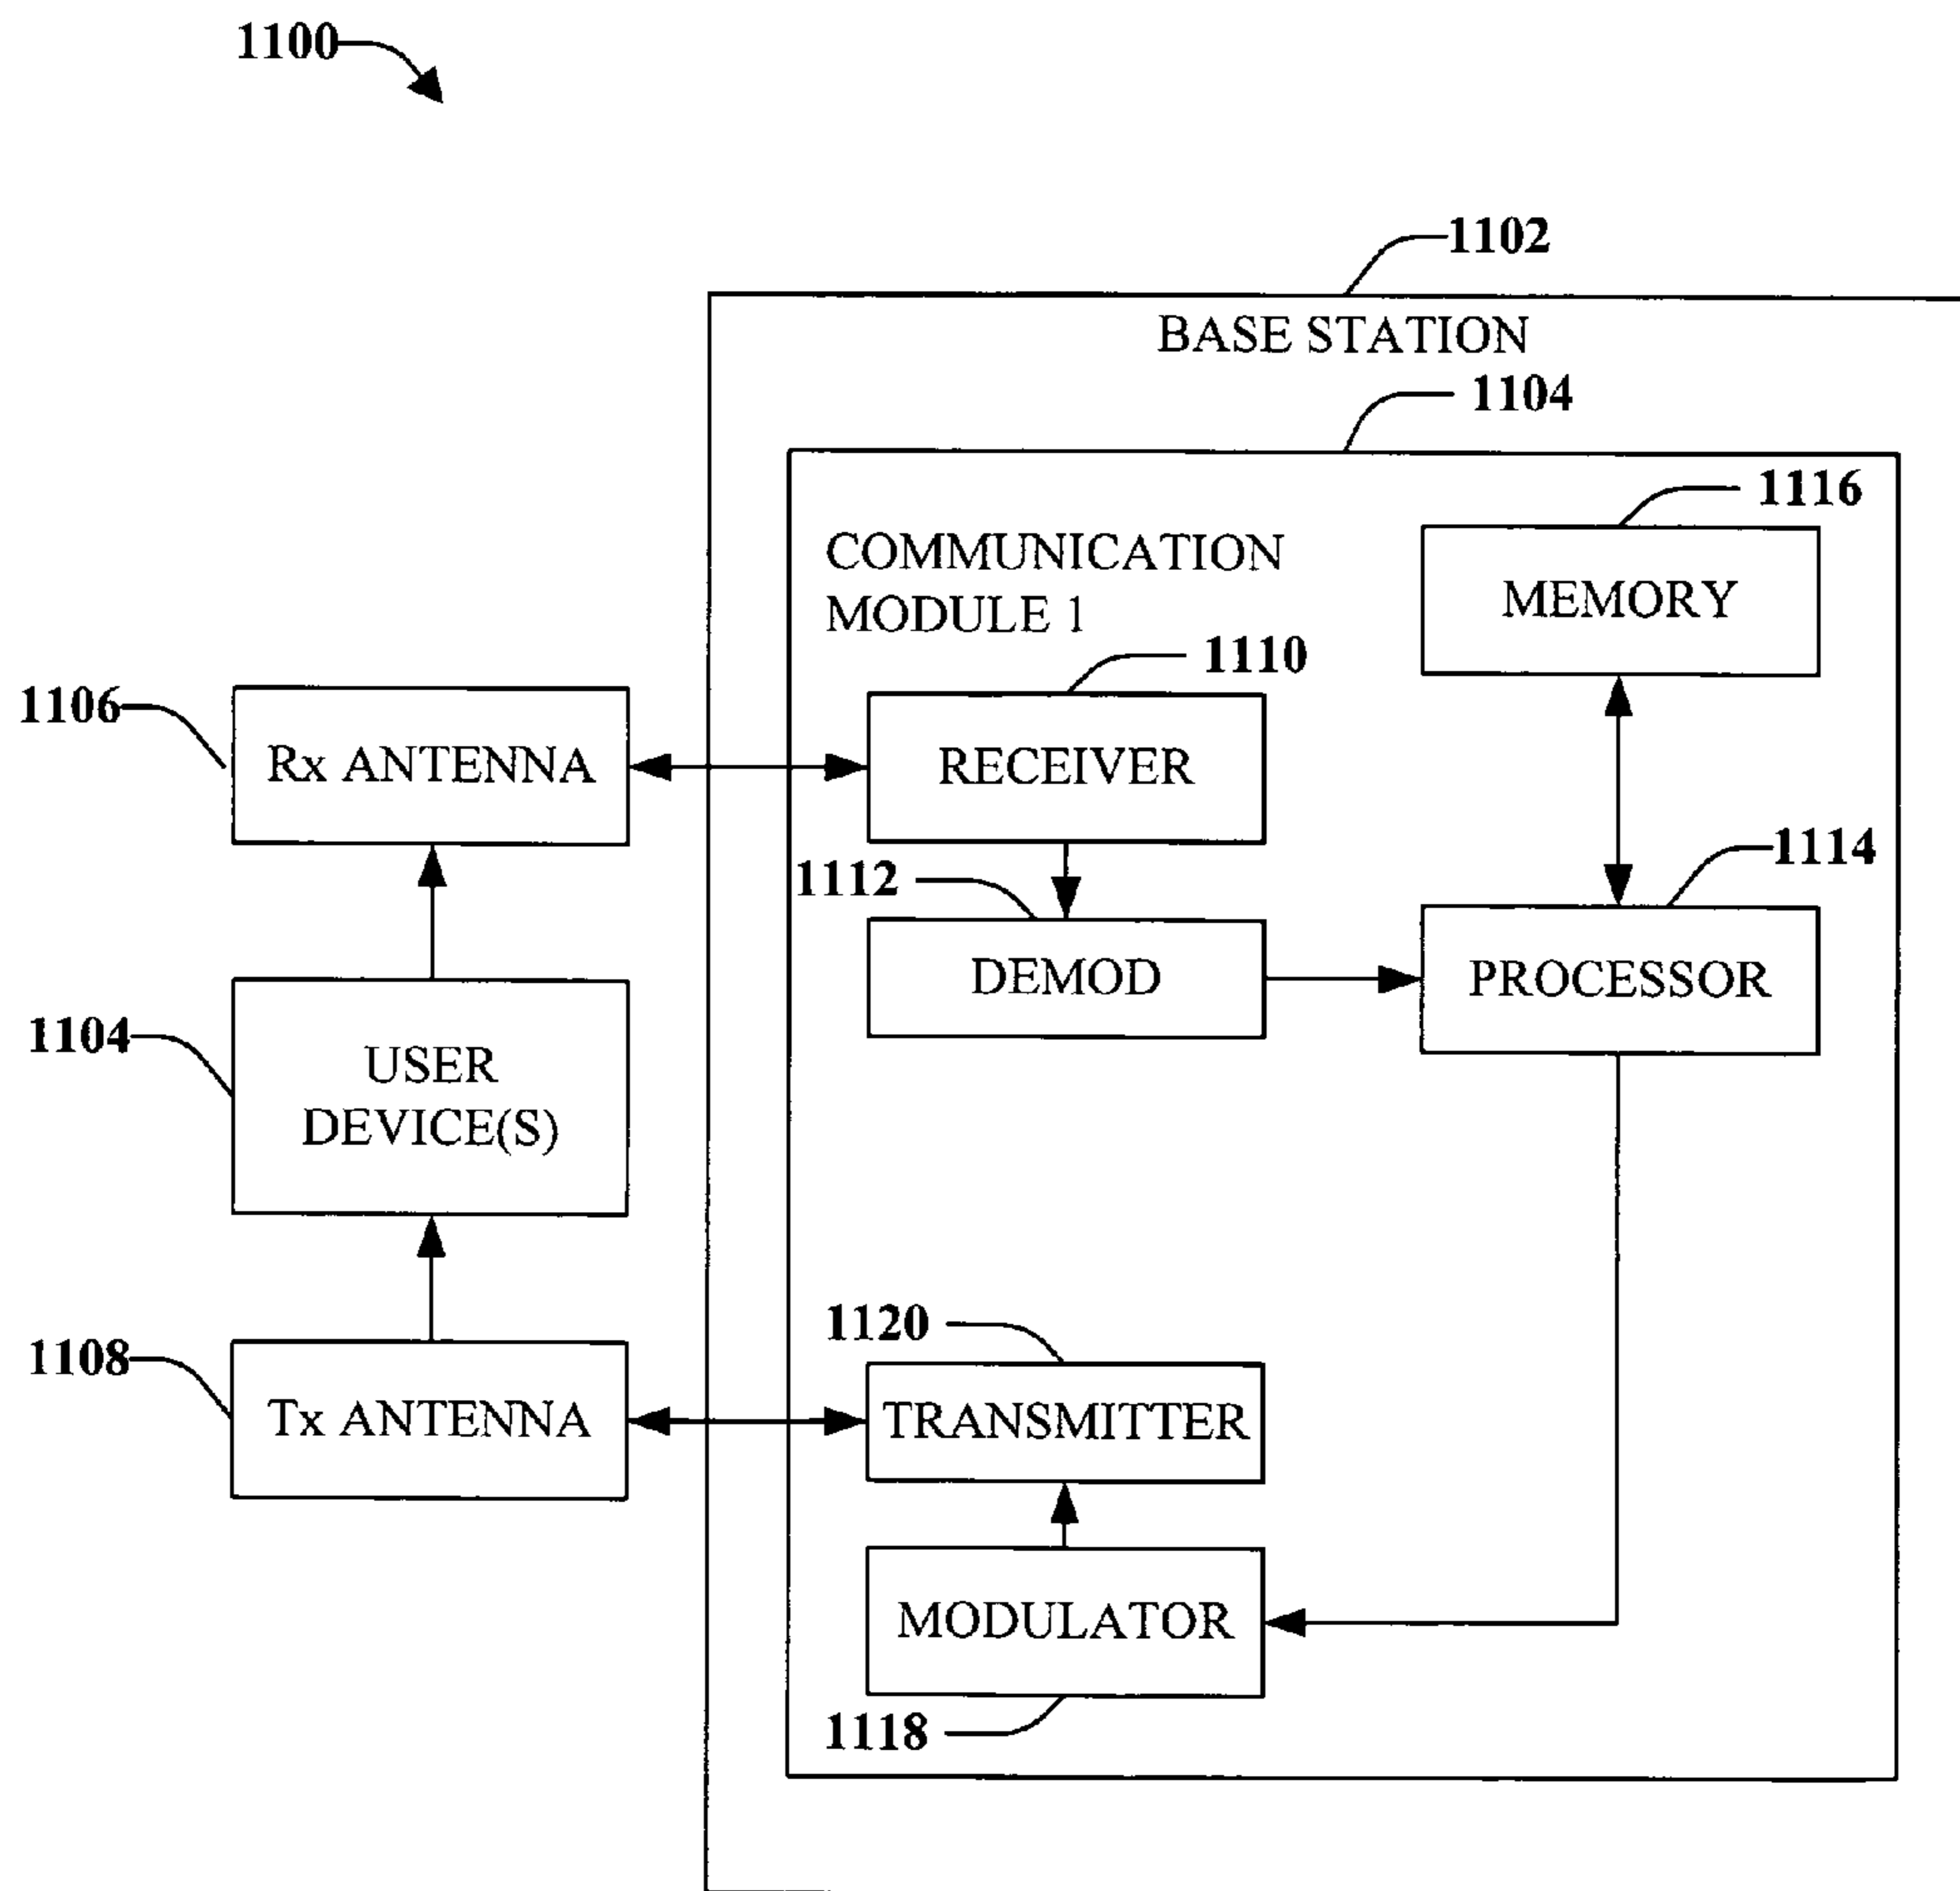 1100
1102
BASE STATION
1104
1116
COMMUNICATION
MODULE 1
MEMORY
1110
1106
Rx ANTENNA
RECEIVER
1114
1112
DEMOD
PROCESSOR
1104
USER
DEVICE(S)
1120
1108
Tx ANTENNA
TRANSMITTER
MODULATOR
1118